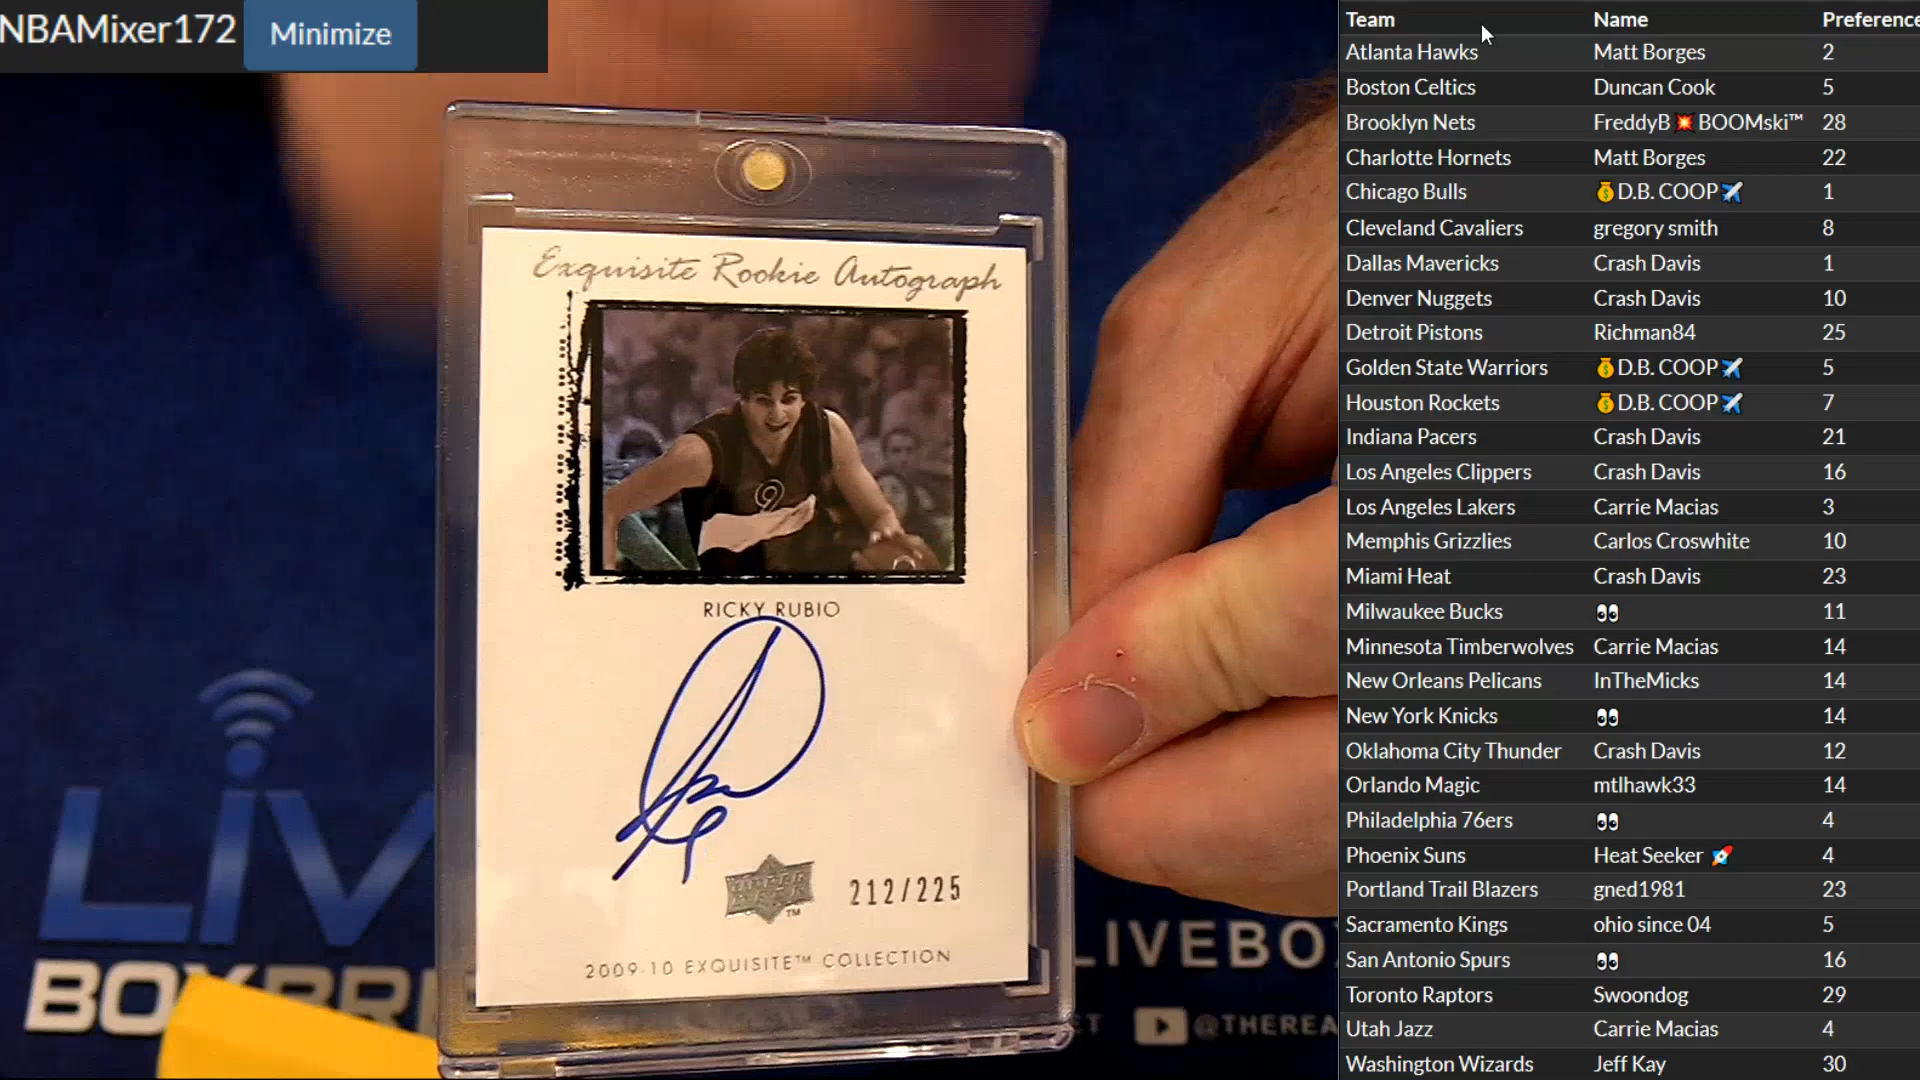 NBAMixer172 Minimize
Exquisite Rookie Autograph
9
RICKY RUBIO
UPPER DECK ™
212/225
2009-10 EXQUISITE™ COLLECTION
LIV
BOXBRE
LIVEBO
@THEREA
Team Name Preference
Atlanta Hawks Matt Borges 2
Boston Celtics Duncan Cook 5
Brooklyn Nets FreddyB💥BOOMski™ 28
Charlotte Hornets Matt Borges 22
Chicago Bulls 💰D.B. COOP✈️ 1
Cleveland Cavaliers gregory smith 8
Dallas Mavericks Crash Davis 1
Denver Nuggets Crash Davis 10
Detroit Pistons Richman84 25
Golden State Warriors 💰D.B. COOP✈️ 5
Houston Rockets 💰D.B. COOP✈️ 7
Indiana Pacers Crash Davis 21
Los Angeles Clippers Crash Davis 16
Los Angeles Lakers Carrie Macias 3
Memphis Grizzlies Carlos Croswhite 10
Miami Heat Crash Davis 23
Milwaukee Bucks 👀 11
Minnesota Timberwolves Carrie Macias 14
New Orleans Pelicans InTheMicks 14
New York Knicks 👀 14
Oklahoma City Thunder Crash Davis 12
Orlando Magic mtlhawk33 14
Philadelphia 76ers 👀 4
Phoenix Suns Heat Seeker 🚀 4
Portland Trail Blazers gned1981 23
Sacramento Kings ohio since 04 5
San Antonio Spurs 👀 16
Toronto Raptors Swoondog 29
Utah Jazz Carrie Macias 4
Washington Wizards Jeff Kay 30